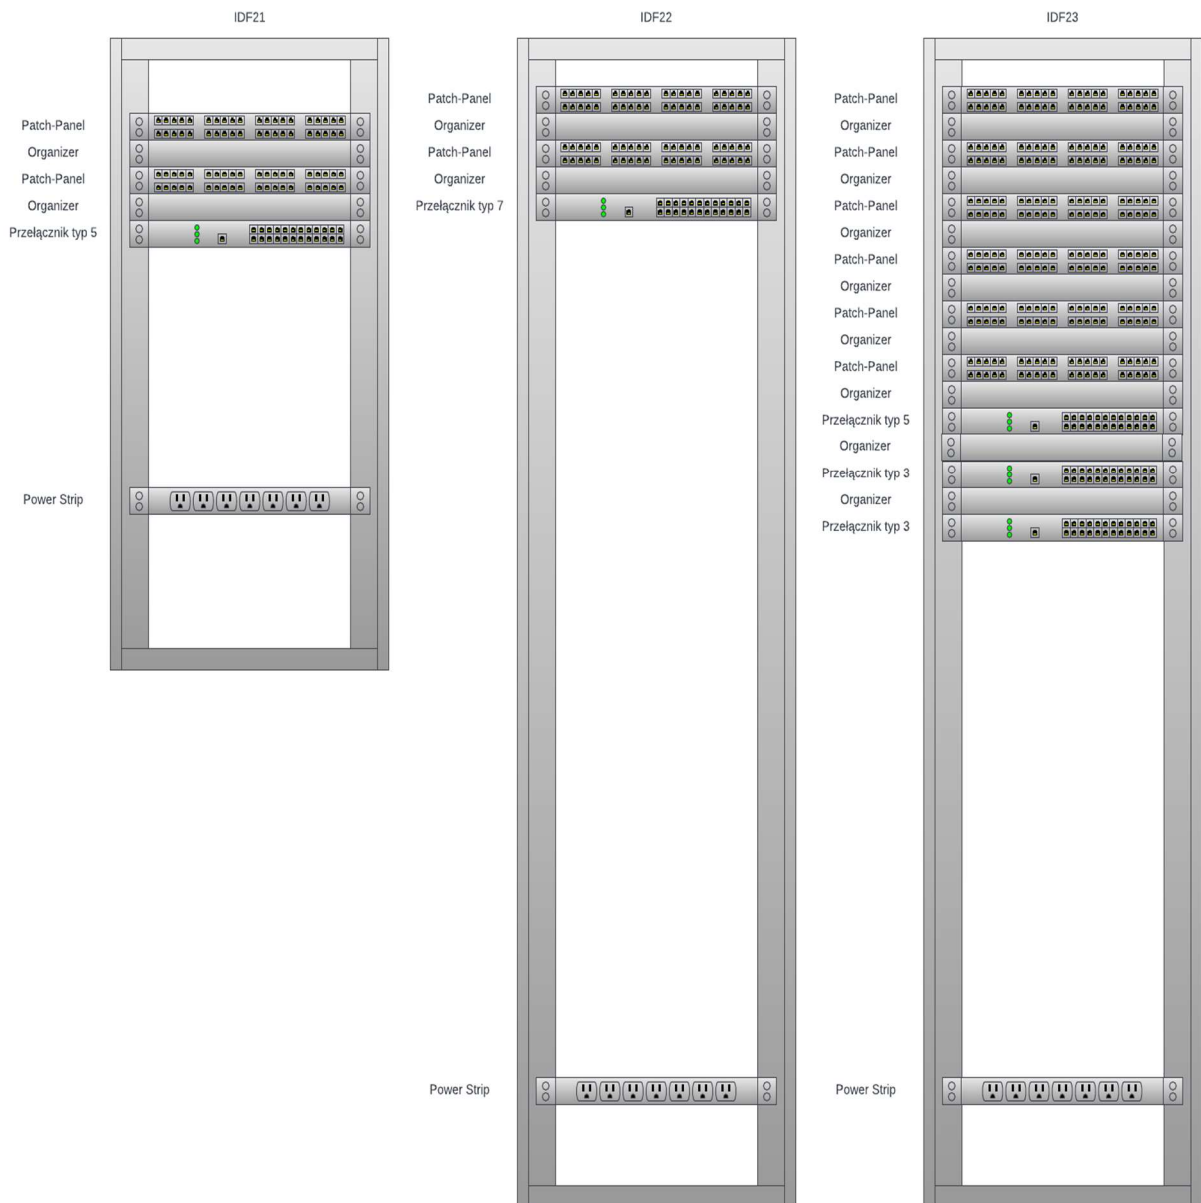 IDF21
Patch-Panel
Organizer
Patch-Panel
Organizer
Przełącznik typ 5
Power Strip
IDF22
Patch-Panel
Organizer
Patch-Panel
Organizer
Przełącznik typ 7
Power Strip
IDF23
Patch-Panel
Organizer
Patch-Panel
Organizer
Patch-Panel
Organizer
Patch-Panel
Organizer
Patch-Panel
Organizer
Patch-Panel
Organizer
Przełącznik typ 5
Organizer
Przełącznik typ 3
Organizer
Przełącznik typ 3
Power Strip